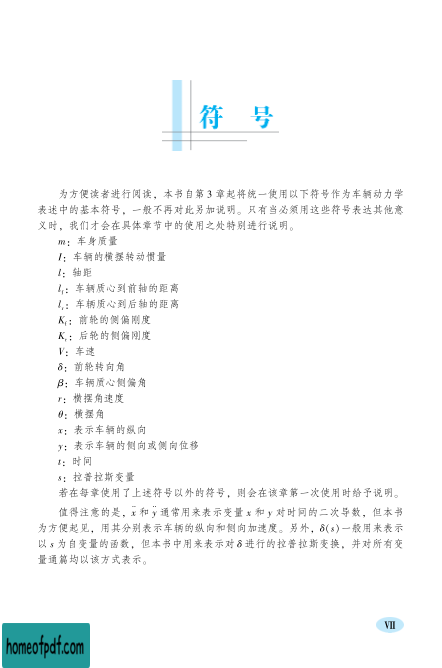 符 号
为方便读者进行阅读，本书自第 3 章起将统一使用以下符号作为车辆动力学
表述中的基本符号，一般不再对此另加说明。只有当必须用这些符号表达其他意
义时，我们才会在具体章节中的使用之处特别进行说明。
m：车身质量
I：车辆的横摆转动惯量
l：轴距
lf：车辆质心到前轴的距离
lr：车辆质心到后轴的距离
Kf：前轮的侧偏刚度
Kr：后轮的侧偏刚度
V：车速
δ：前轮转向角
β：车辆质心侧偏角
r：横摆角速度
θ：横摆角
x：表示车辆的纵向
y：表示车辆的侧向或侧向位移
t：时间
s：拉普拉斯变量
若在每章使用了上述符号以外的符号，则会在该章第一次使用时给予说明。
值得注意的是，ẍ 和 ÿ 通常用来表示变量 x 和 y 对时间的二次导数，但本书
为方便起见，用其分别表示车辆的纵向和侧向加速度。另外，δ(s)一般用来表示
以 s 为自变量的函数，但本书中用来表示对 δ 进行的拉普拉斯变换，并对所有变
量通篇均以该方式表示。
VII
homeofpdf.com